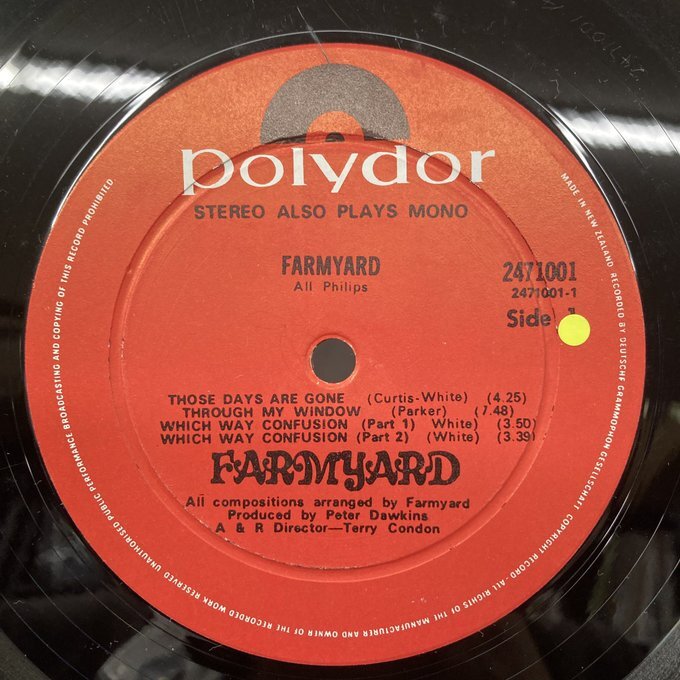 polydor
STEREO ALSO PLAYS MONO
FARMYARD
All Philips
2471001
2471001-1
Side 1
THOSE DAYS ARE GONE (Curtis-White) (4.25)
THROUGH MY WINDOW (Parker) (7.48)
WHICH WAY CONFUSION (Part 1) White) (3.50)
WHICH WAY CONFUSION (Part 2) (White) (3.39)
FARMYARD
All compositions arranged by Farmyard
Produced by Peter Dawkins
A & R Director—Terry Condon
MADE IN NEW ZEALAND. RECORDED BY DEUTSCHE GRAMMOPHON GESELLSCHAFT. COPYRIGHT RECORD. ALL RIGHTS OF THE MANUFACTURER AND OWNER OF THE RECORDED WORK RESERVED UNAUTHORISED PUBLIC PERFORMANCE BROADCASTING AND COPYING OF THIS RECORD PROHIBITED